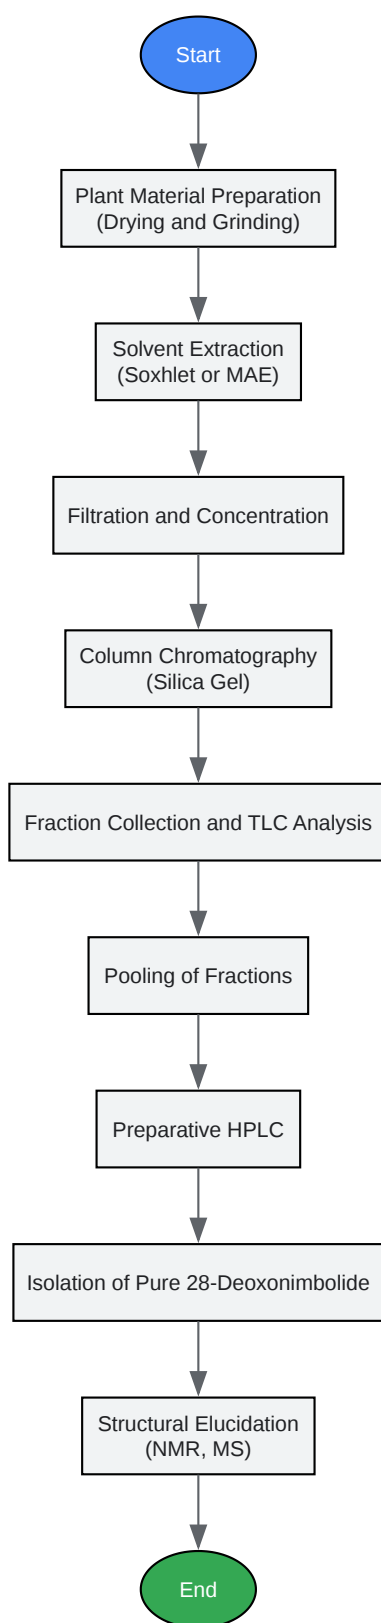 Start
Plant Material Preparation
(Drying and Grinding)
Solvent Extraction
(Soxhlet or MAE)
Filtration and Concentration
Column Chromatography
(Silica Gel)
Fraction Collection and TLC Analysis
Pooling of Fractions
Preparative HPLC
Isolation of Pure 28-Deoxonimbolide
Structural Elucidation
(NMR, MS)
End